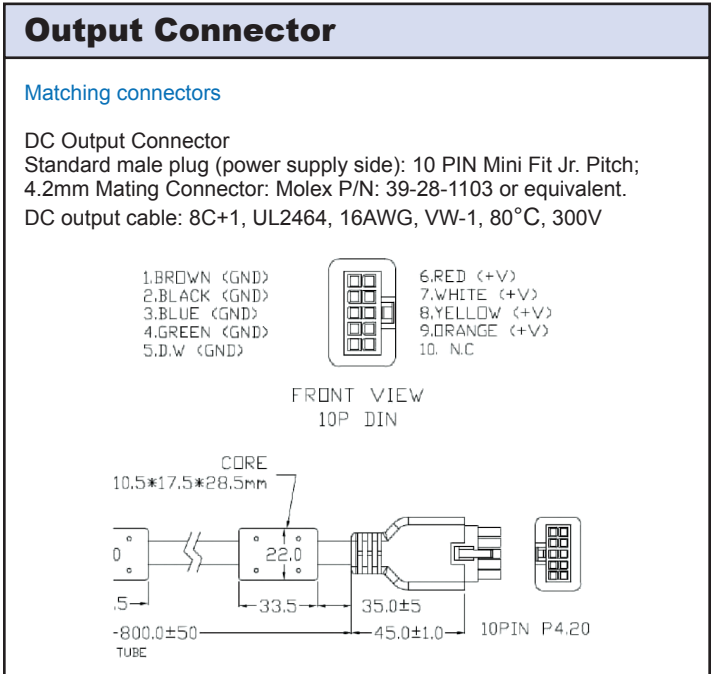 Output Connector
Matching connectors
DC Output Connector
Standard male plug (power supply side): 10 PIN Mini Fit Jr. Pitch;
4.2mm Mating Connector: Molex P/N: 39-28-1103 or equivalent.
DC output cable: 8C+1, UL2464, 16AWG, VW-1, 80°C, 300V
1.BROWN (GND)
2.BLACK (GND)
3.BLUE (GND)
4.GREEN (GND)
5.D.W (GND)
6.RED (+V)
7.WHITE (+V)
8.YELLOW (+V)
9.ORANGE (+V)
10. N.C
FRONT VIEW
10P DIN
CORE
10.5*17.5*28.5mm
0
22.0
.5
33.5
35.0±5
-800.0±50
45.0±1.0
10PIN P4.20
TUBE